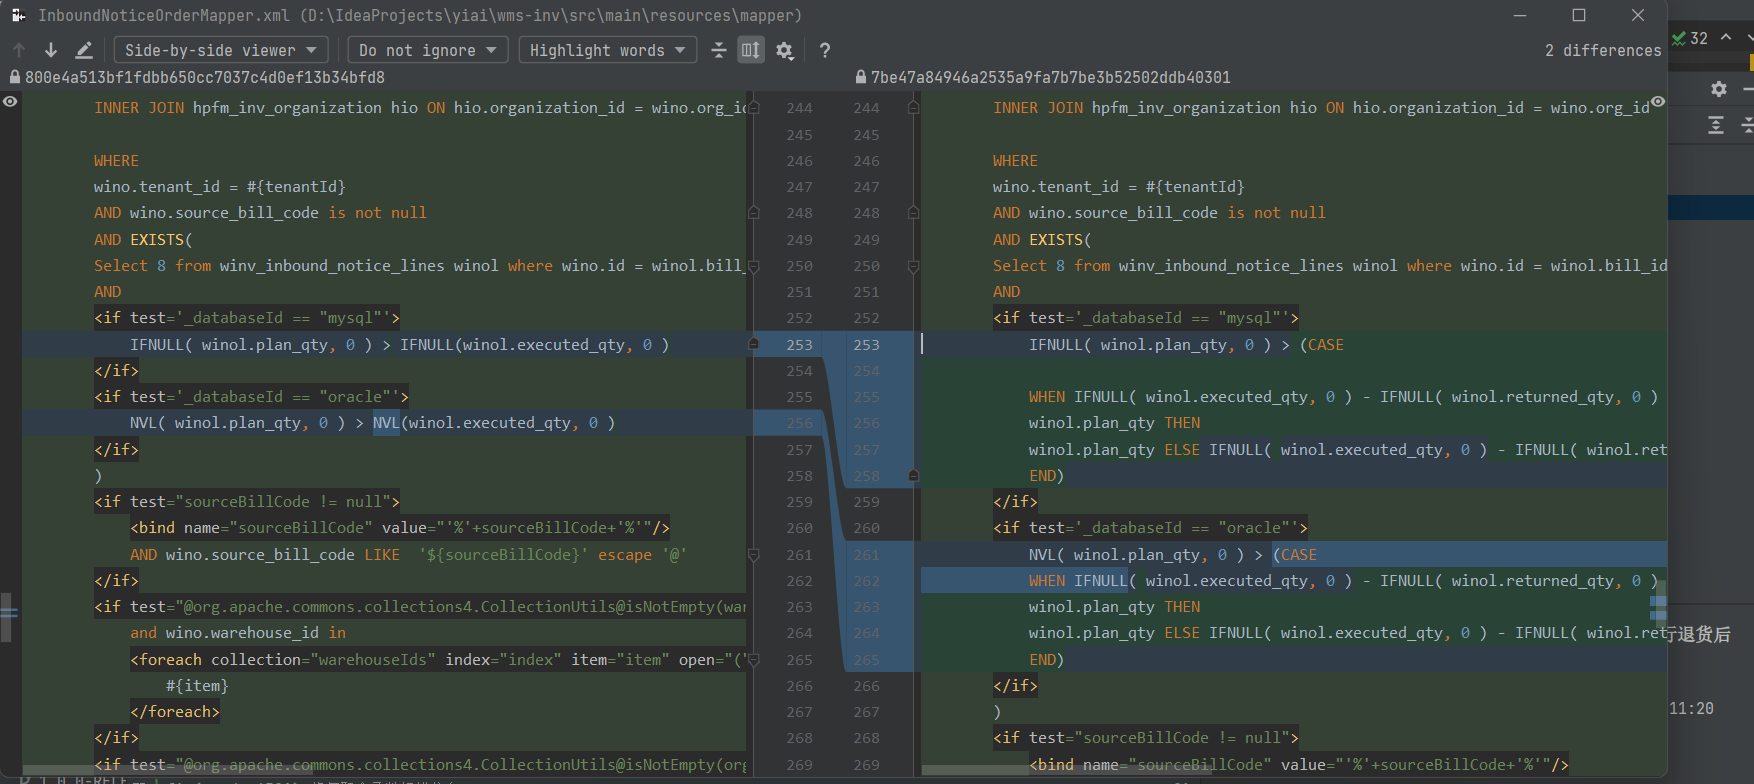 InboundNoticeOrderMapper.xml (D:\IdeaProjects\yiai\wms-inv\src\main\resources\mapper)
Side-by-side viewer
Do not ignore
Highlight words
?
2 differences
32
800e4a513bf1fdbb650cc7037c4d0ef13b34bfd8
7be47a84946a2535a9fa7b7be3b52502ddb40301
INNER JOIN hpfm_inv_organization hio ON hio.organization_id = wino.org_id 244
245
WHERE 246
wino.tenant_id = #{tenantId} 247
AND wino.source_bill_code is not null 248
AND EXISTS( 249
Select 8 from winv_inbound_notice_lines winol where wino.id = winol.bill_ 250
AND 251
<if test='_databaseId == "mysql"'> 252
IFNULL( winol.plan_qty, 0 ) > IFNULL(winol.executed_qty, 0 ) 253
</if> 254
<if test='_databaseId == "oracle"'> 255
NVL( winol.plan_qty, 0 ) > NVL(winol.executed_qty, 0 ) 256
</if> 257
) 258
<if test="sourceBillCode != null"> 259
<bind name="sourceBillCode" value="'%'+sourceBillCode+'%'"/> 260
AND wino.source_bill_code LIKE  '${sourceBillCode}' escape '@' 261
</if> 262
<if test="@org.apache.commons.collections4.CollectionUtils@isNotEmpty(war 263
and wino.warehouse_id in 264
<foreach collection="warehouseIds" index="index" item="item" open="(" 265
#{item} 266
</foreach> 267
</if> 268
<if test="@org.apache.commons.collections4.CollectionUtils@isNotEmpty(org 269
244 INNER JOIN hpfm_inv_organization hio ON hio.organization_id = wino.org_id
245
246 WHERE
247 wino.tenant_id = #{tenantId}
248 AND wino.source_bill_code is not null
249 AND EXISTS(
250 Select 8 from winv_inbound_notice_lines winol where wino.id = winol.bill_id
251 AND
252 <if test='_databaseId == "mysql"'>
253 IFNULL( winol.plan_qty, 0 ) > (CASE
254
255 WHEN IFNULL( winol.executed_qty, 0 ) - IFNULL( winol.returned_qty, 0 )
256 winol.plan_qty THEN
257 winol.plan_qty ELSE IFNULL( winol.executed_qty, 0 ) - IFNULL( winol.ret
258 END)
259 </if>
260 <if test='_databaseId == "oracle"'>
261 NVL( winol.plan_qty, 0 ) > (CASE
262 WHEN IFNULL( winol.executed_qty, 0 ) - IFNULL( winol.returned_qty, 0 )
263 winol.plan_qty THEN
264 winol.plan_qty ELSE IFNULL( winol.executed_qty, 0 ) - IFNULL( winol.ret
265 END)
266 </if>
267 )
268 <if test="sourceBillCode != null">
269 <bind name="sourceBillCode" value="'%'+sourceBillCode+'%'"/>
行退货后
11:20